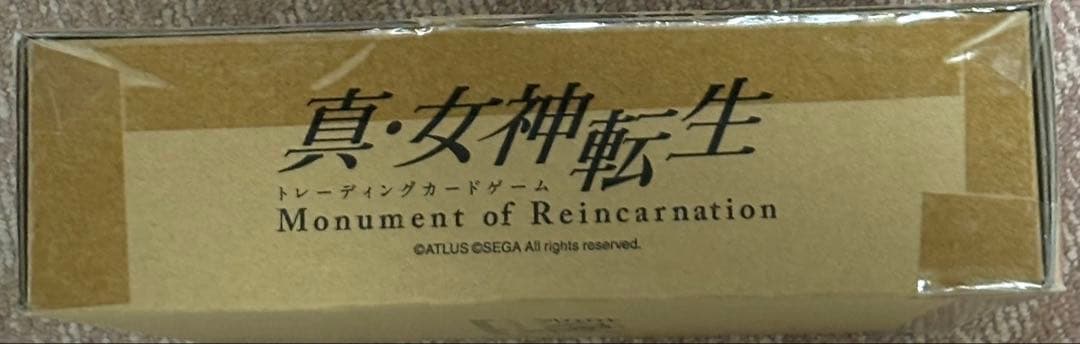 真・女神転生
トレーディングカードゲーム
Monument of Reincarnation
©ATLUS ©SEGA All rights reserved.